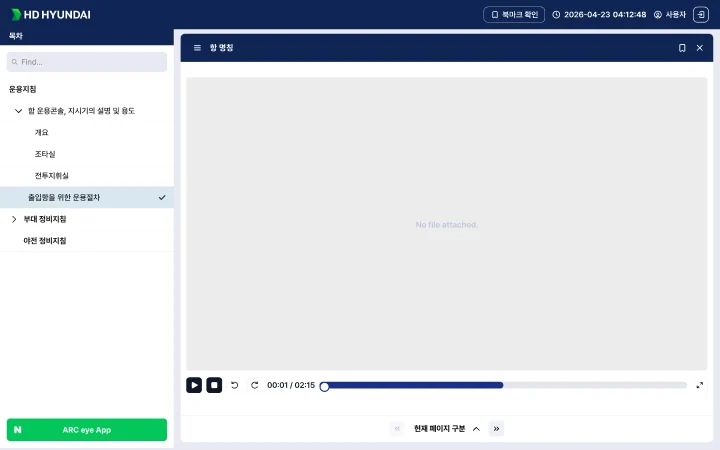 HD HYUNDAI
북마크 확인
2026-04-23 04:12:48
사용자
목차
Find...
운용지침
함 운용콘솔, 지시기의 설명 및 용도
개요
조타실
전투지휘실
출입항을 위한 운용절차
부대 정비지침
야전 정비지침
N ARC eye App
함 명칭
No file attached.
00:01 / 02:15
현재 페이지 구분